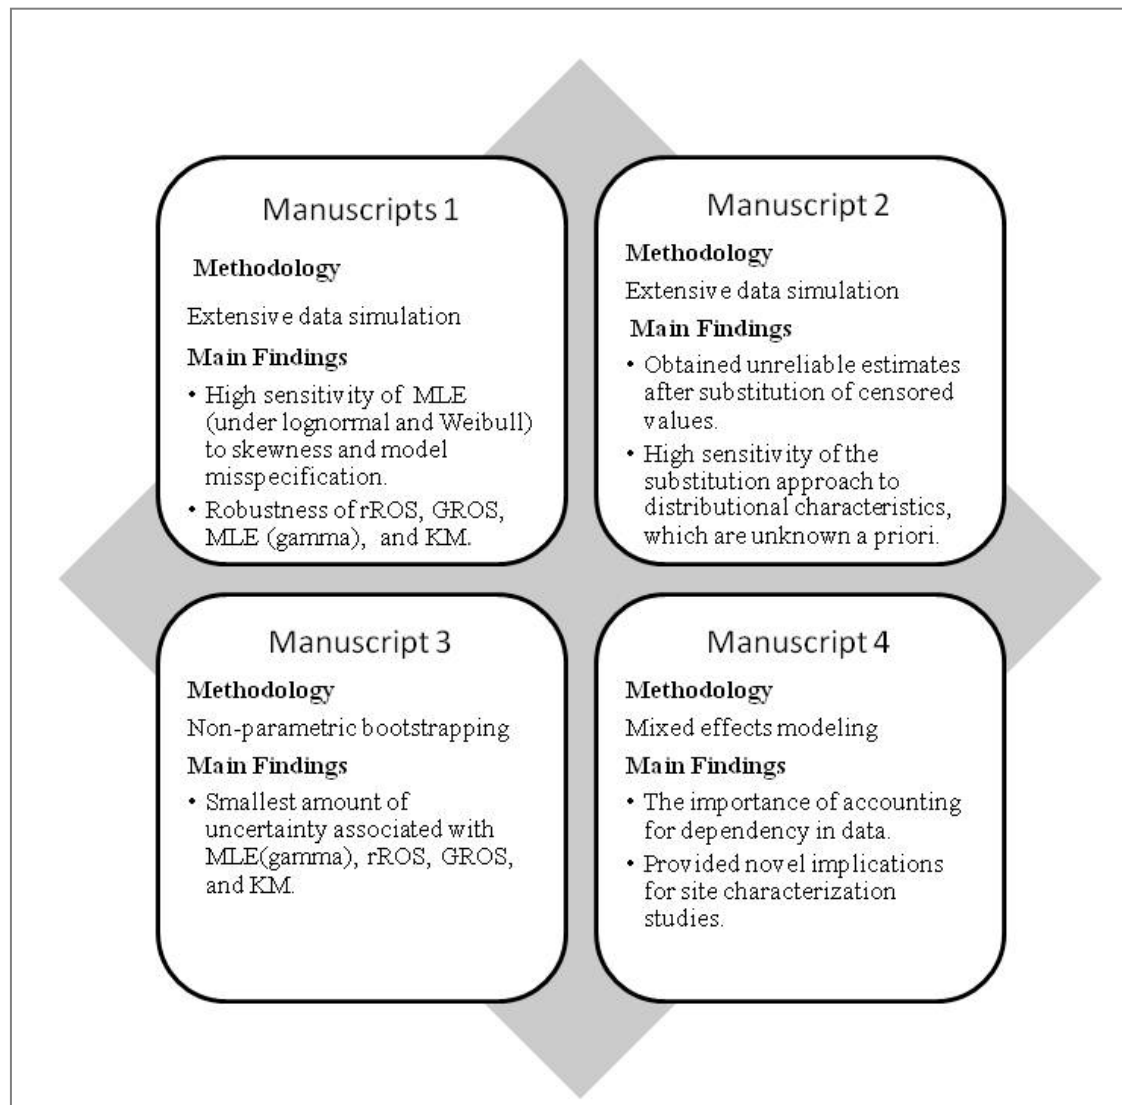 Manuscripts 1
Methodology
Extensive data simulation
Main Findings
• High sensitivity of MLE
(under lognormal and Weibull)
to skewness and model
misspecification.
• Robustness of rROS, GROS,
MLE (gamma), and KM.
Manuscript 2
Methodology
Extensive data simulation
Main Findings
• Obtained unreliable estimates
after substitution of censored
values.
• High sensitivity of the
substitution approach to
distributional characteristics,
which are unknown a priori.
Manuscript 3
Methodology
Non-parametric bootstrapping
Main Findings
• Smallest amount of
uncertainty associated with
MLE(gamma), rROS, GROS,
and KM.
Manuscript 4
Methodology
Mixed effects modeling
Main Findings
• The importance of accounting
for dependency in data.
• Provided novel implications
for site characterization
studies.